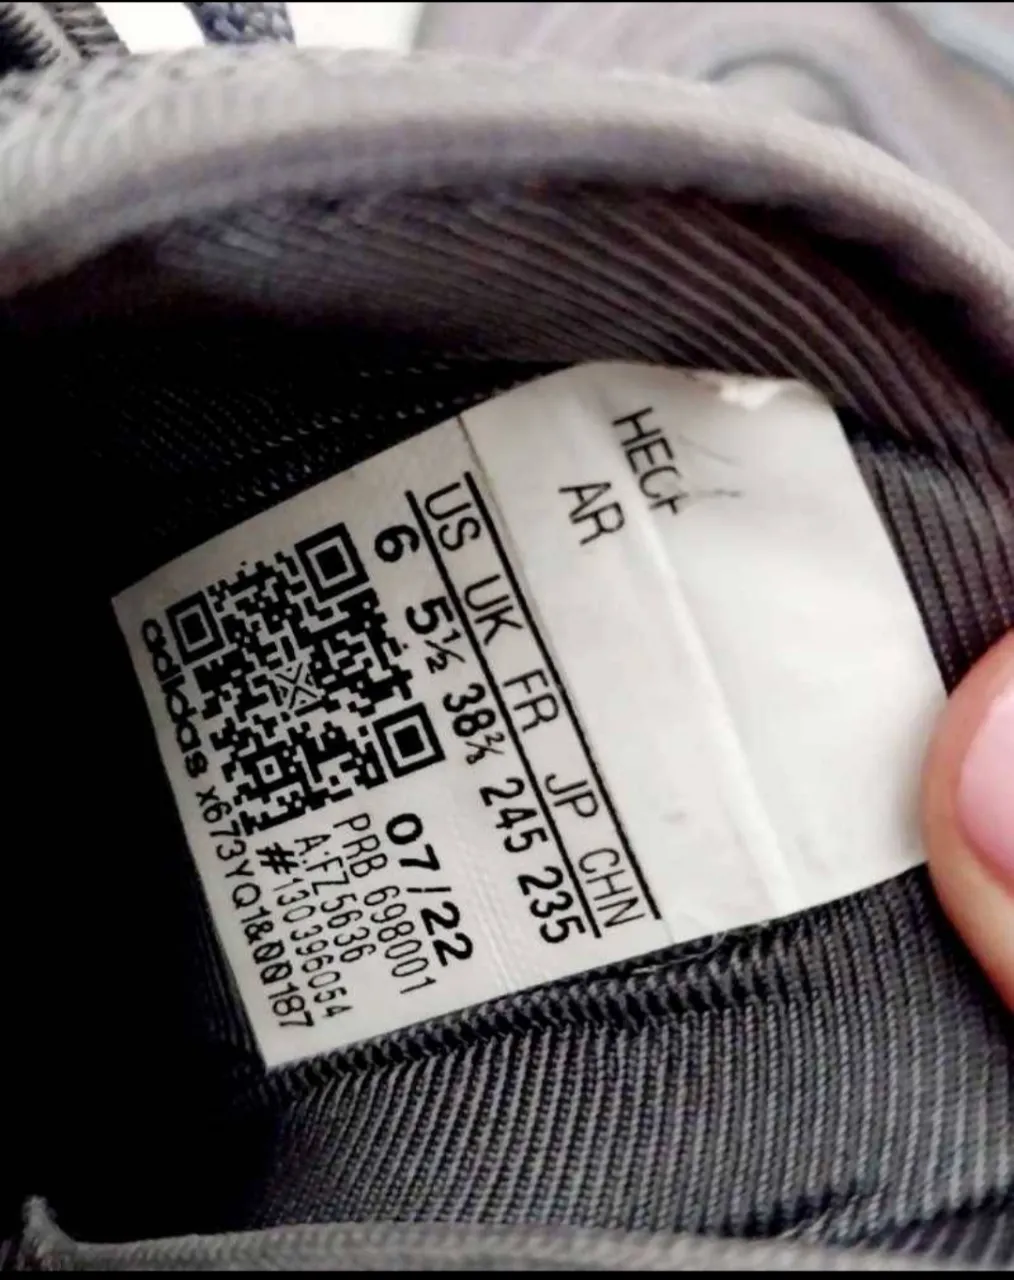 AR
US UK FR JP CHN
6 5½ 38⅔ 245 235
07/22
PRB 698001
A:FZ5636
#130396054
adidas x673YQ1&00187